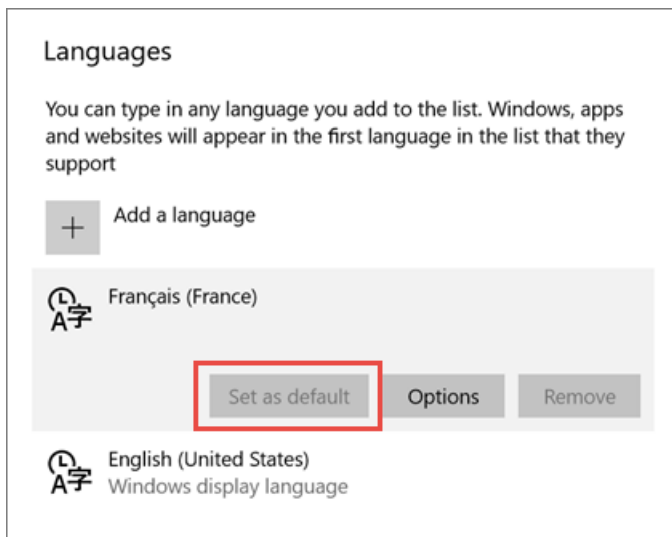 Languages
You can type in any language you add to the list. Windows, apps
and websites will appear in the first language in the list that they
support
Add a language
Français (France)
Set as default
Options
Remove
English (United States)
Windows display language